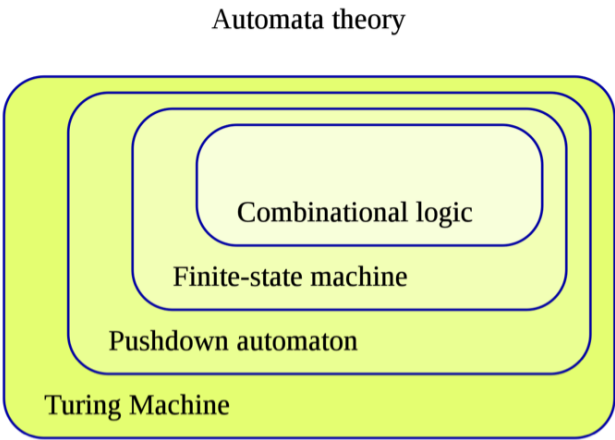 Automata theory
Combinational logic
Finite-state machine
Pushdown automaton
Turing Machine